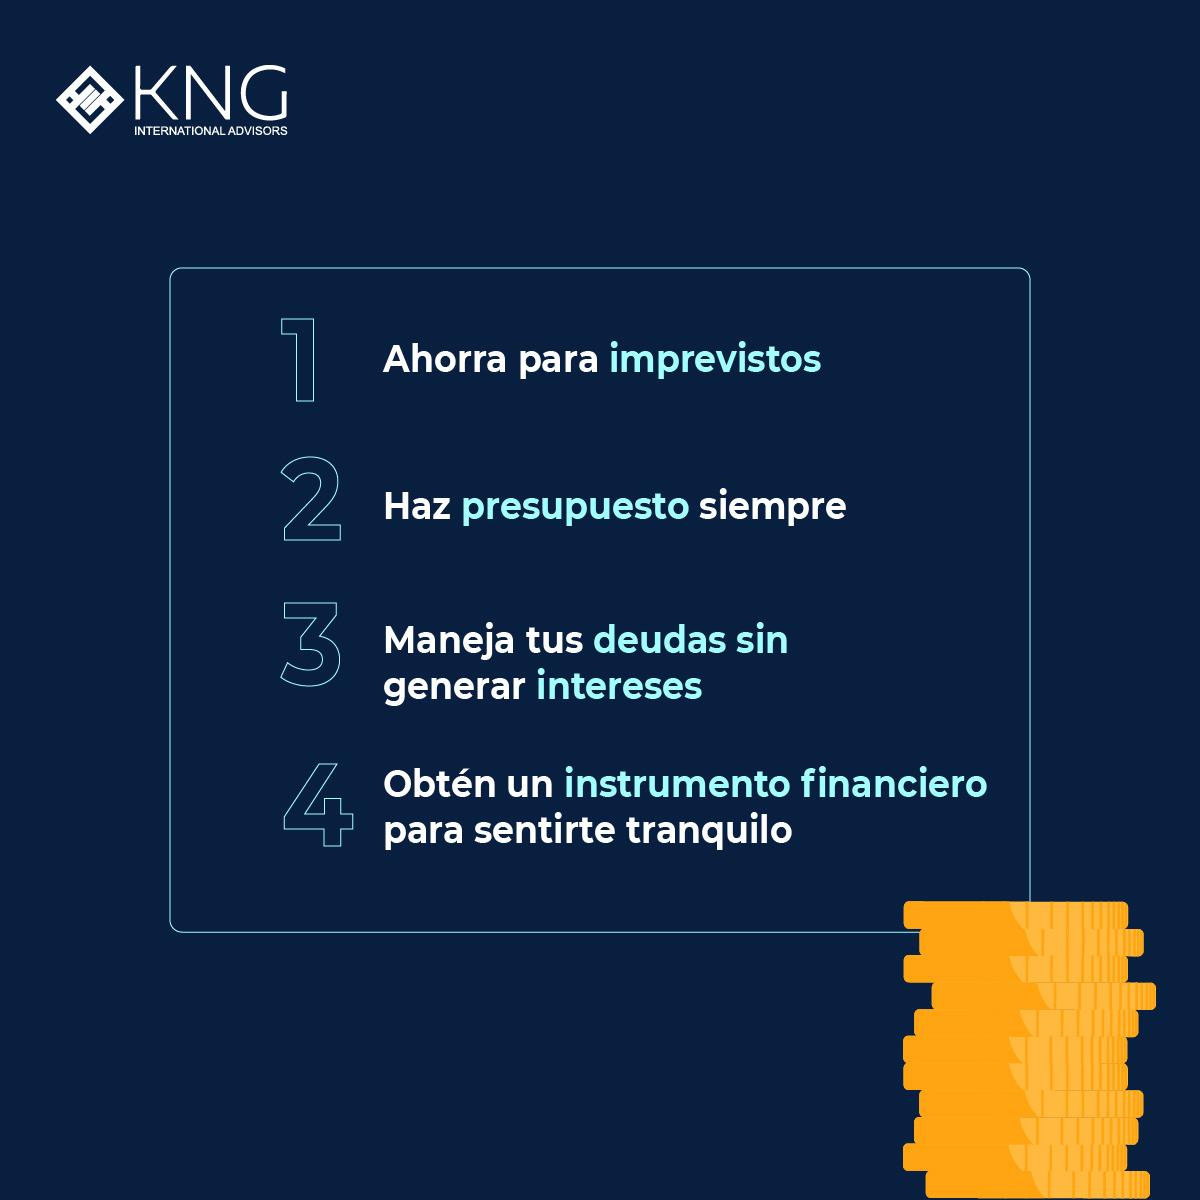 KNG
INTERNATIONAL ADVISORS
1
Ahorra para imprevistos
2
Haz presupuesto siempre
3
Maneja tus deudas sin
generar intereses
4
Obtén un instrumento financiero
para sentirte tranquilo